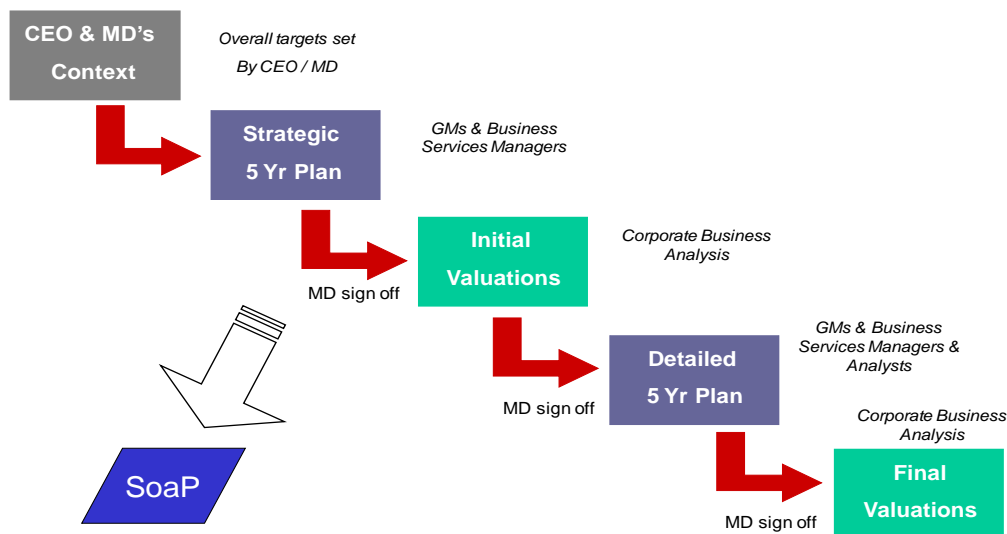 CEO & MD's
Context
Overall targets set
By CEO / MD
Strategic
5 Yr Plan
GMs & Business
Services Managers
MD sign off
Initial
Valuations
Corporate Business
Analysis
MD sign off
Detailed
5 Yr Plan
GMs & Business
Services Managers &
Analysts
MD sign off
Final
Valuations
Corporate Business
Analysis
SoaP